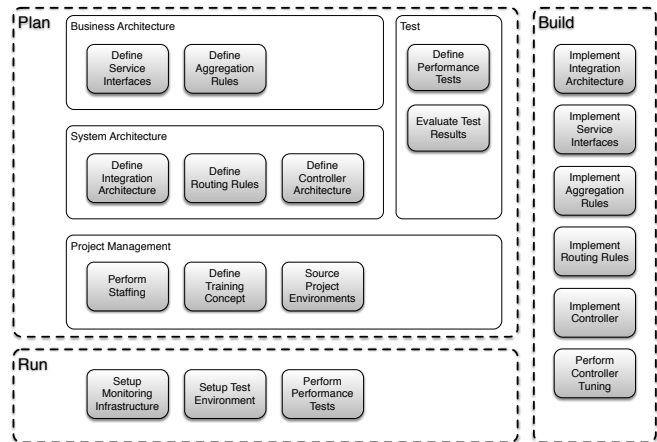 Plan
Business Architecture
Define
Service
Interfaces
Define
Aggregation
Rules
Test
Define
Performance
Tests
Evaluate Test
Results
System Architecture
Define
Integration
Architecture
Define
Routing Rules
Define
Controller
Architecture
Project Management
Perform
Staffing
Define
Training
Concept
Source
Project
Environments
Run
Setup
Monitoring
Infrastructure
Setup Test
Environment
Perform
Performance
Tests
Build
Implement
Integration
Architecture
Implement
Service
Interfaces
Implement
Aggregation
Rules
Implement
Routing Rules
Implement
Controller
Perform
Controller
Tuning